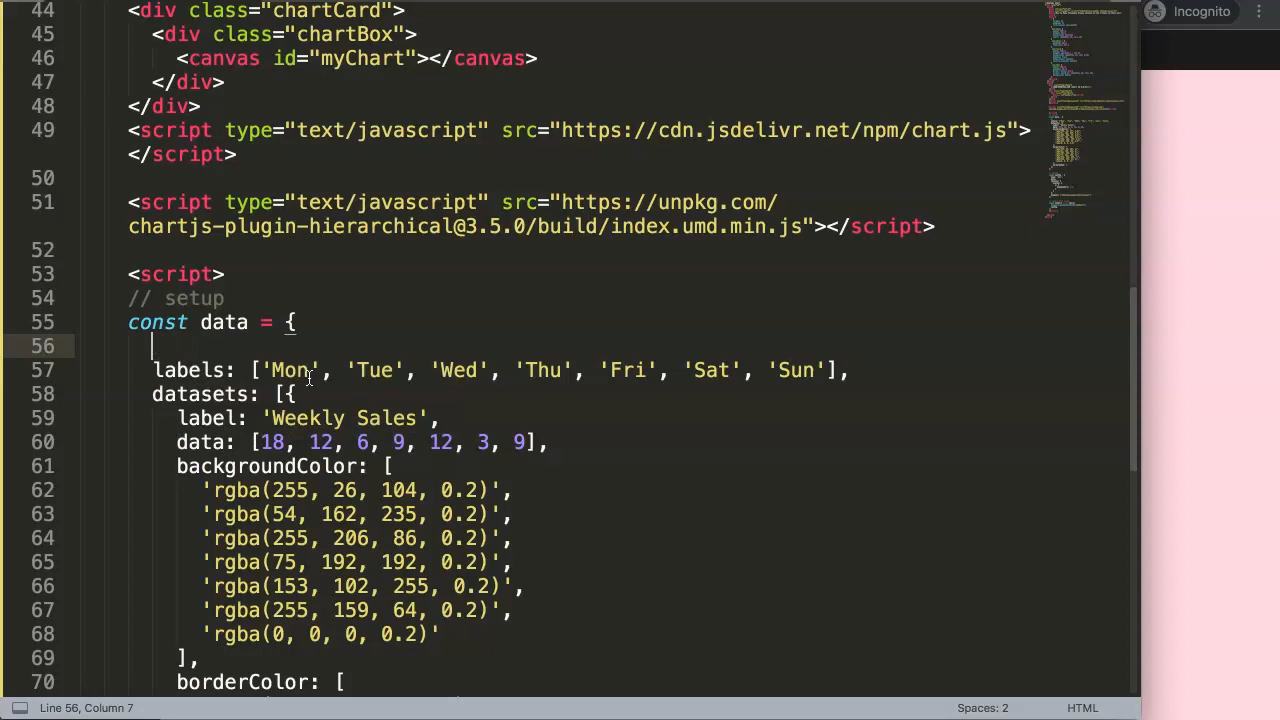 44 <div class="chartCard">
45 <div class="chartBox">
46 <canvas id="myChart"></canvas>
47 </div>
48 </div>
49 <script type="text/javascript" src="https://cdn.jsdelivr.net/npm/chart.js">
</script>
50
51 <script type="text/javascript" src="https://unpkg.com/
chartjs-plugin-hierarchical@3.5.0/build/index.umd.min.js"></script>
52
53 <script>
54 // setup
55 const data = {
56
57 labels: ['Mon', 'Tue', 'Wed', 'Thu', 'Fri', 'Sat', 'Sun'],
58 datasets: [{
59 label: 'Weekly Sales',
60 data: [18, 12, 6, 9, 12, 3, 9],
61 backgroundColor: [
62 'rgba(255, 26, 104, 0.2)',
63 'rgba(54, 162, 235, 0.2)',
64 'rgba(255, 206, 86, 0.2)',
65 'rgba(75, 192, 192, 0.2)',
66 'rgba(153, 102, 255, 0.2)',
67 'rgba(255, 159, 64, 0.2)',
68 'rgba(0, 0, 0, 0.2)'
69 ],
70 borderColor: [
Line 56, Column 7
Spaces: 2
HTML
Incognito